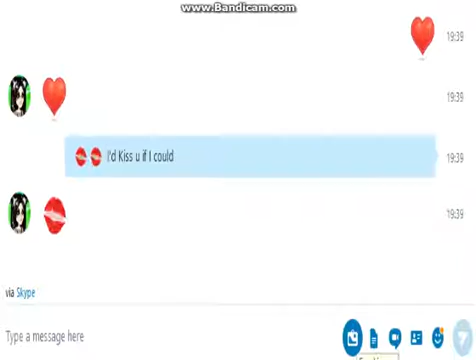 www.Bandicam.com
19:39
19:39
I'd Kiss u if I could
19:39
19:39
via Skype
Type a message here